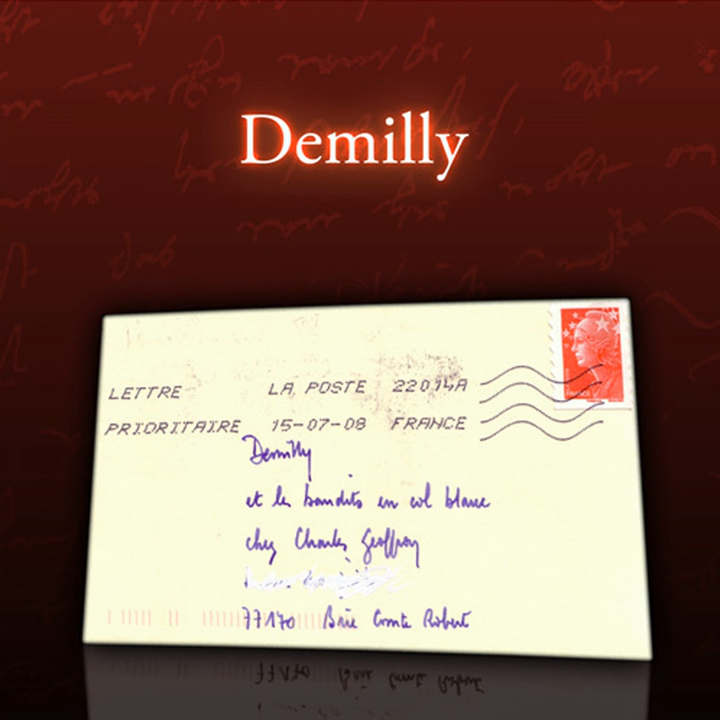 Demilly
LETTRE LA POSTE 22014A
PRIORITAIRE 15-07-08 FRANCE
Demilly
et les bandits en col blanc
chez Charles Geoffroy
77170 Brie Comte Robert